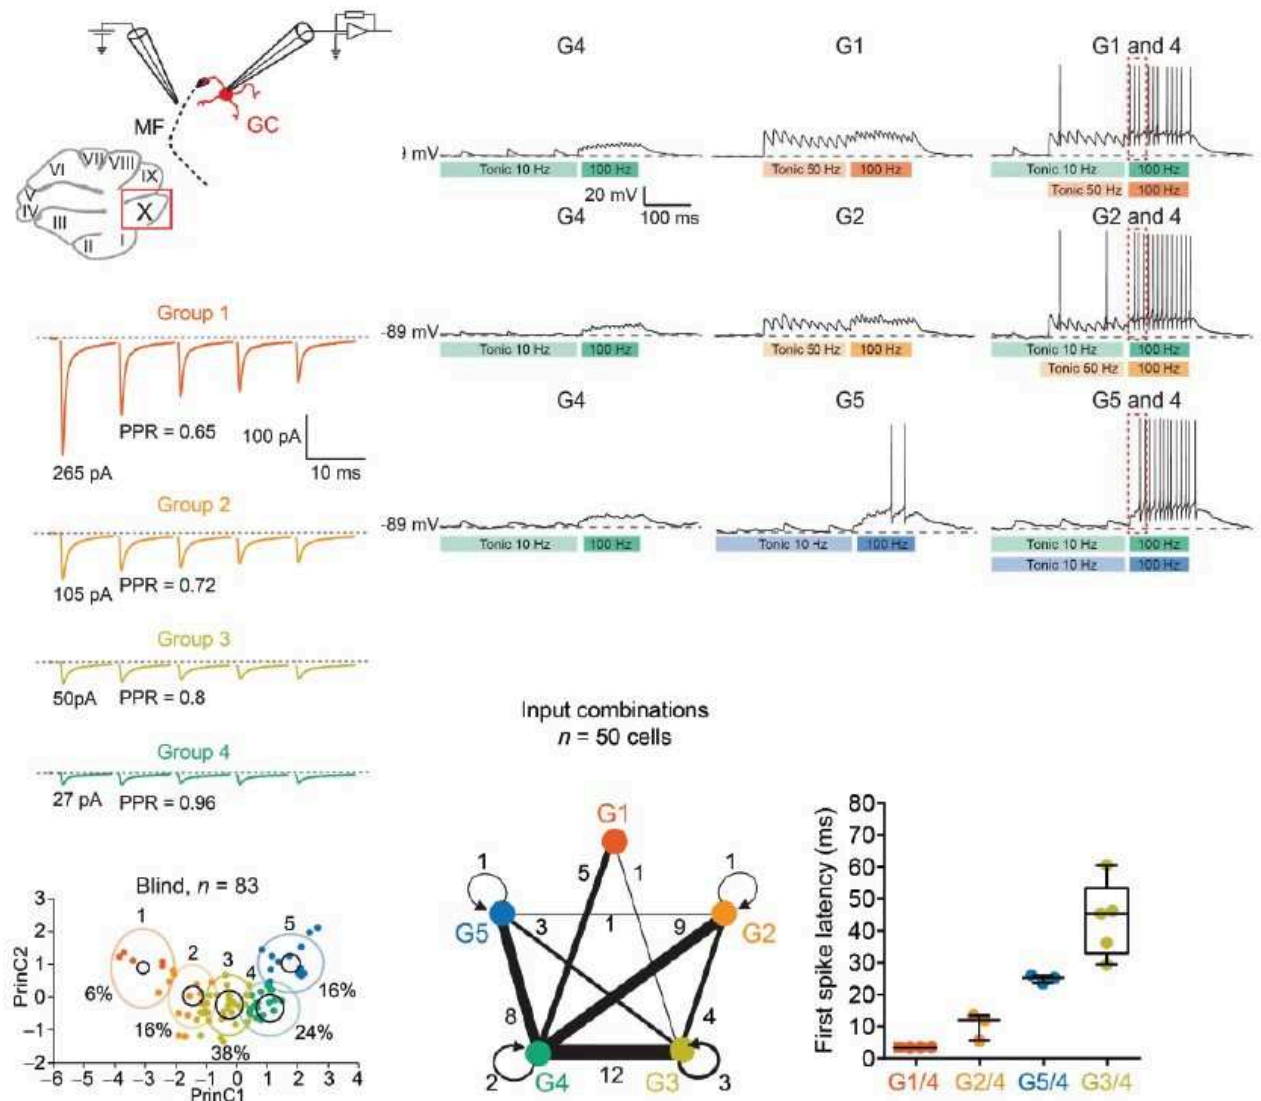 MF
GC
VI
VII
VIII
IX
V
IV
X
III
II
I
G4
G1
G1 and 4
9 mV
Tonic 10 Hz
100 Hz
Tonic 50 Hz
100 Hz
Tonic 10 Hz
100 Hz
Tonic 50 Hz
100 Hz
20 mV
100 ms
G4
G2
G2 and 4
-89 mV
Tonic 10 Hz
100 Hz
Tonic 50 Hz
100 Hz
Tonic 10 Hz
100 Hz
Tonic 50 Hz
100 Hz
G4
G5
G5 and 4
-89 mV
Tonic 10 Hz
100 Hz
Tonic 10 Hz
100 Hz
Tonic 10 Hz
100 Hz
Tonic 10 Hz
100 Hz
Group 1
PPR = 0.65
265 pA
100 pA
10 ms
Group 2
105 pA
PPR = 0.72
Group 3
50pA
PPR = 0.8
Group 4
27 pA
PPR = 0.96
Blind, n = 83
PrinC2
3
2
1
0
−1
−2
1
2
3
4
5
6%
16%
38%
24%
16%
−6 −5 −4 −3 −2 −1 0 1 2 3 4
PrinC1
Input combinations
n = 50 cells
G1
G5
G2
G4
G3
1
5
1
1
3
1
9
8
4
2
12
3
First spike latency (ms)
80
70
60
50
40
30
20
10
0
G1/4 G2/4 G5/4 G3/4